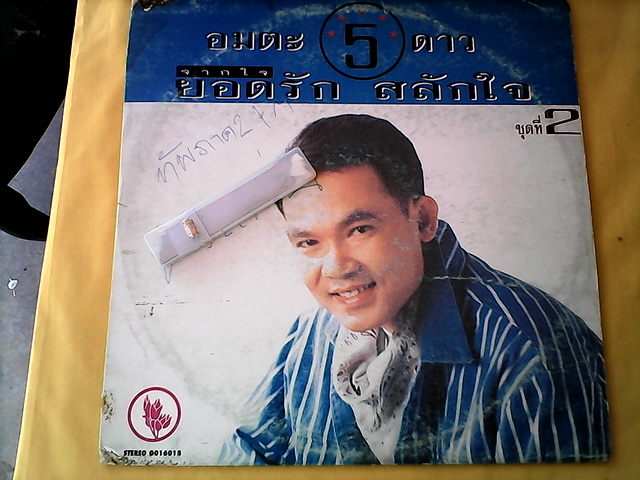 อมตะ 5 ดาว
จากใจ
ยอดรัก สลักใจ
ชุดที่ 2
STEREO G016018